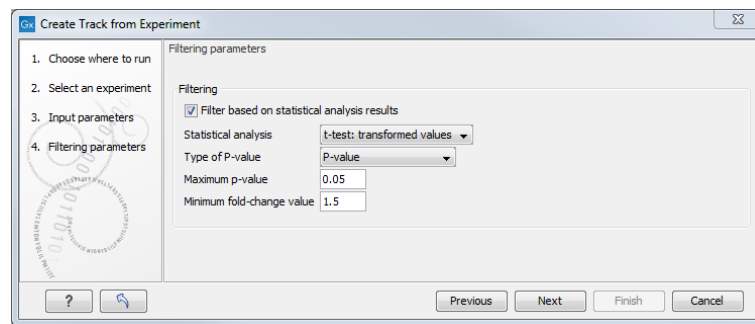 Gx Create Track from Experiment
1. Choose where to run
2. Select an experiment
3. Input parameters
4. Filtering parameters
Filtering parameters
Filtering
Filter based on statistical analysis results
Statistical analysis t-test: transformed values
Type of P-value P-value
Maximum p-value 0.05
Minimum fold-change value 1.5
? Previous Next Finish Cancel